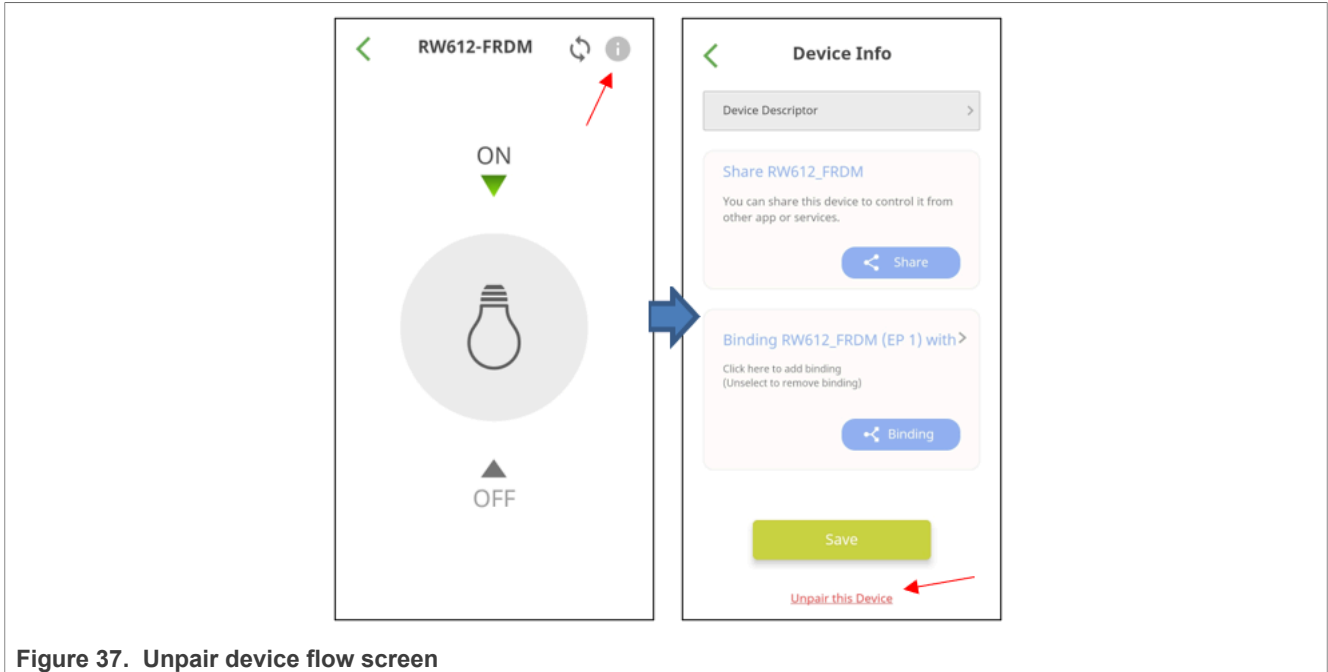 RW612-FRDM
ON
OFF
Device Info
Device Descriptor
Share RW612_FRDM
You can share this device to control it from
other app or services.
Share
Binding RW612_FRDM (EP 1) with
Click here to add binding
(Unselect to remove binding)
Binding
Save
Unpair this Device
Figure 37. Unpair device flow screen